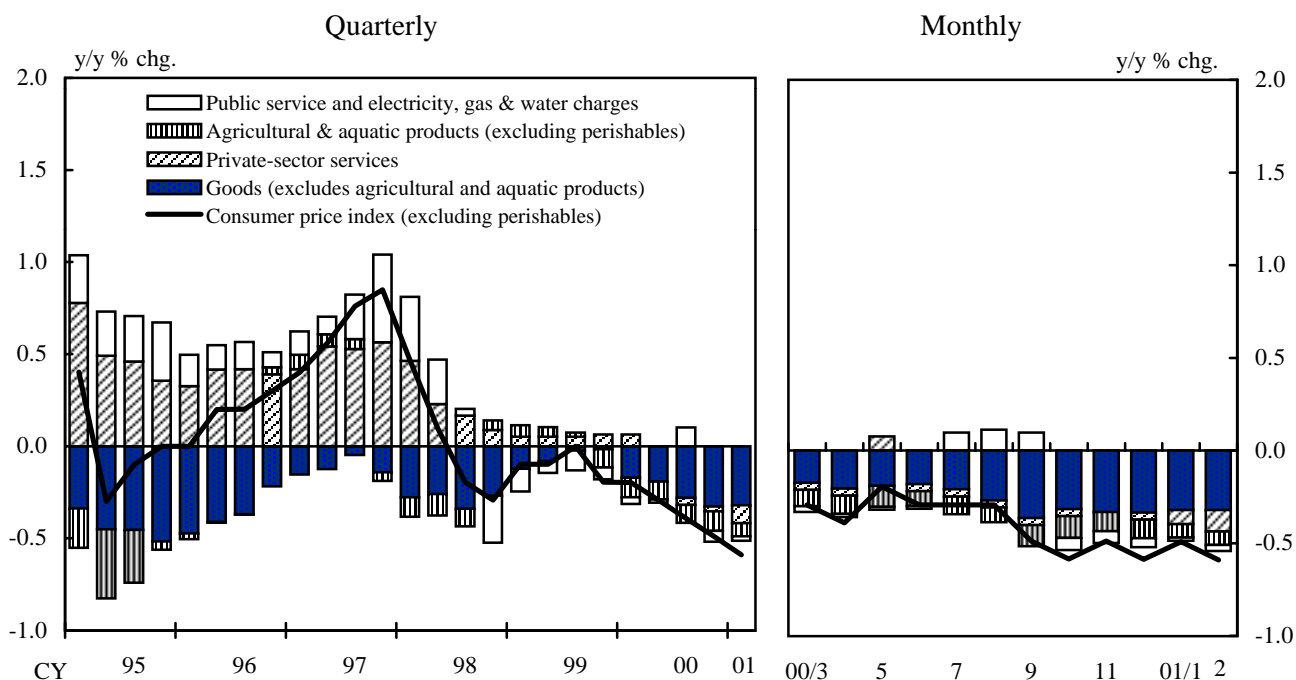 Quarterly
y/y % chg.
2.0
1.5
1.0
0.5
0.0
-0.5
-1.0
Public service and electricity, gas & water charges
Agricultural & aquatic products (excluding perishables)
Private-sector services
Goods (excludes agricultural and aquatic products)
Consumer price index (excluding perishables)
CY 95 96 97 98 99 00 01
Monthly
y/y % chg.
2.0
1.5
1.0
0.5
0.0
-0.5
-1.0
00/3 5 7 9 11 01/1 2